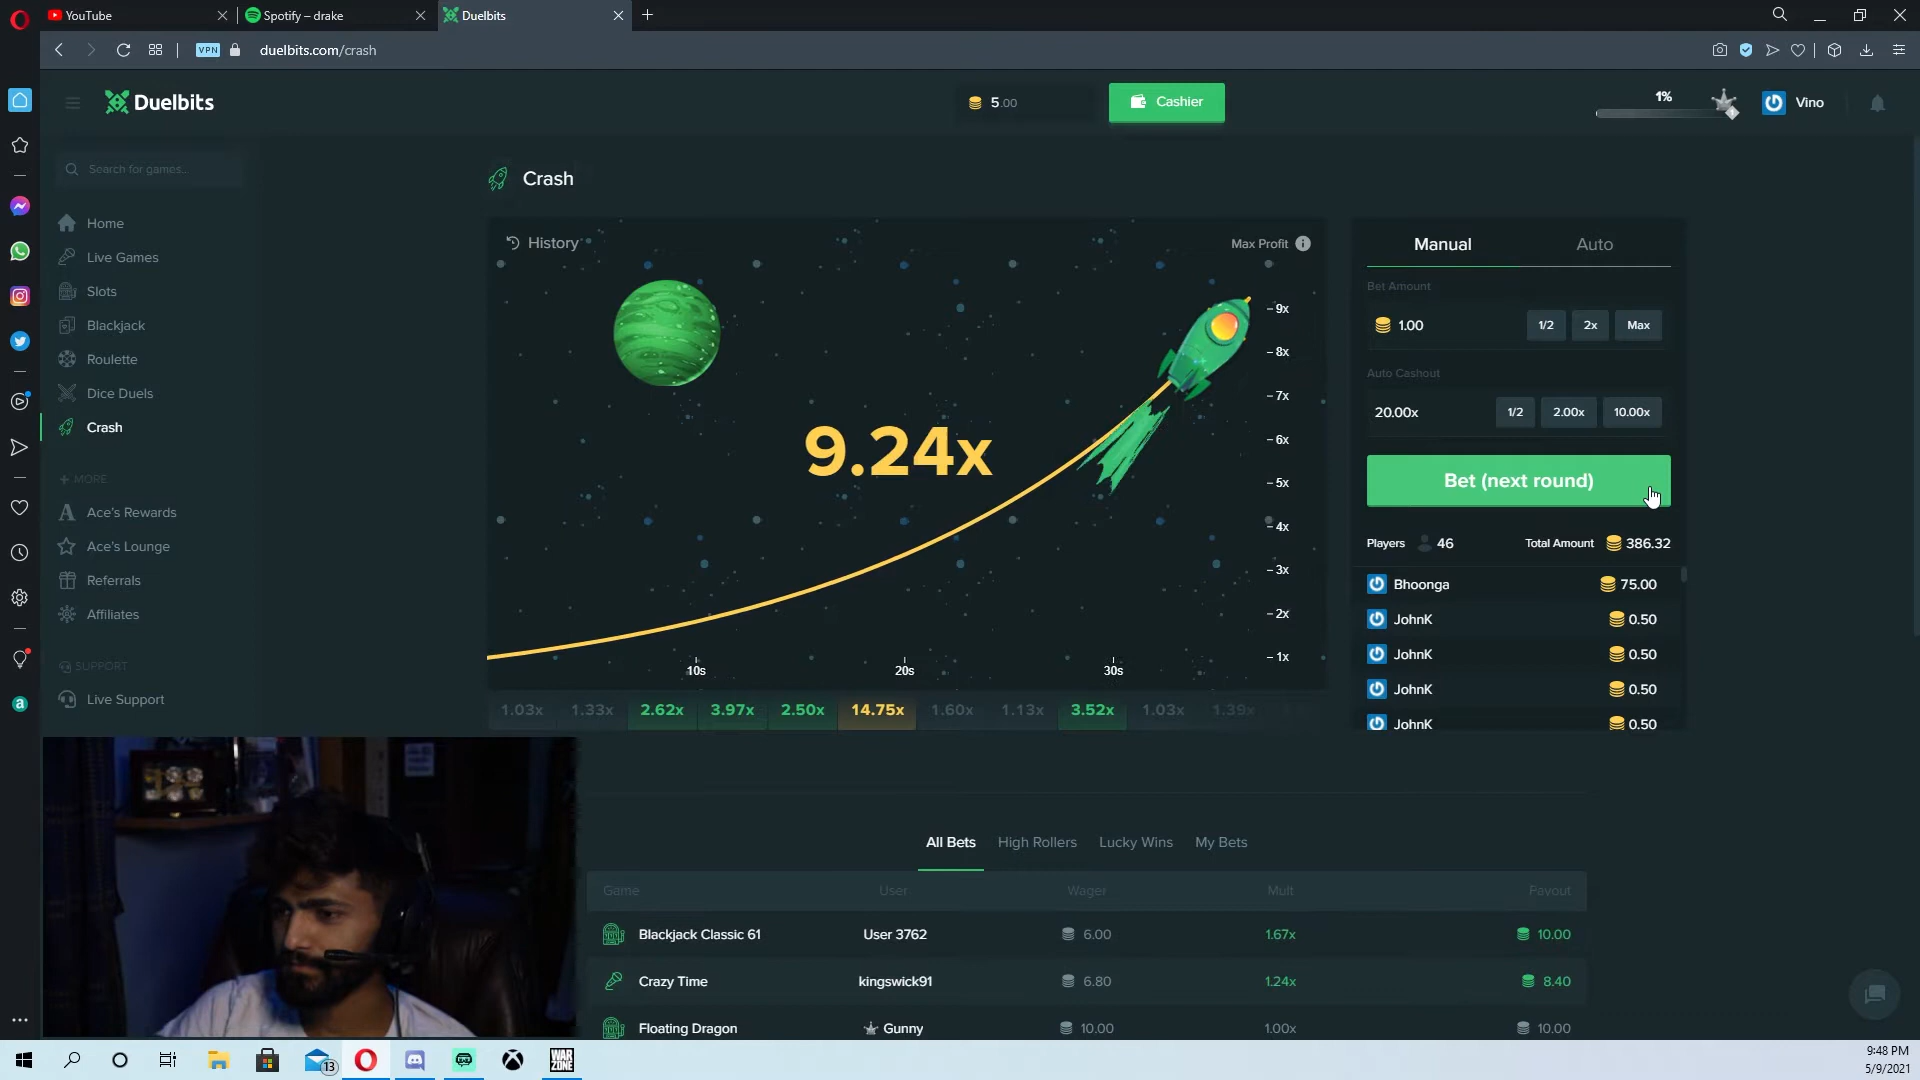 YouTube
Spotify – drake
Duelbits
VPN
duelbits.com/crash
Duelbits
5.00
Cashier
1%
Vino
Search for games...
Home
Live Games
Slots
Blackjack
Roulette
Dice Duels
Crash
+ MORE
Ace's Rewards
Ace's Lounge
Referrals
Affiliates
SUPPORT
Live Support
Crash
History
Max Profit
9.24x
9x
8x
7x
6x
5x
4x
3x
2x
1x
10s
20s
30s
1.03x 1.33x 2.62x 3.97x 2.50x 14.75x 1.60x 1.13x 3.52x 1.03x 1.39x
Manual Auto
Bet Amount
1.00 1/2 2x Max
Auto Cashout
20.00x 1/2 2.00x 10.00x
Bet (next round)
Players 46 Total Amount 386.32
Bhoonga 75.00
JohnK 0.50
JohnK 0.50
JohnK 0.50
JohnK 0.50
All Bets High Rollers Lucky Wins My Bets
Game User Wager Mult Payout
Blackjack Classic 61 User 3762 6.00 1.67x 10.00
Crazy Time kingswick91 6.80 1.24x 8.40
Floating Dragon Gunny 10.00 1.00x 10.00
13
WAR
ZONE
9:48 PM
5/9/2021